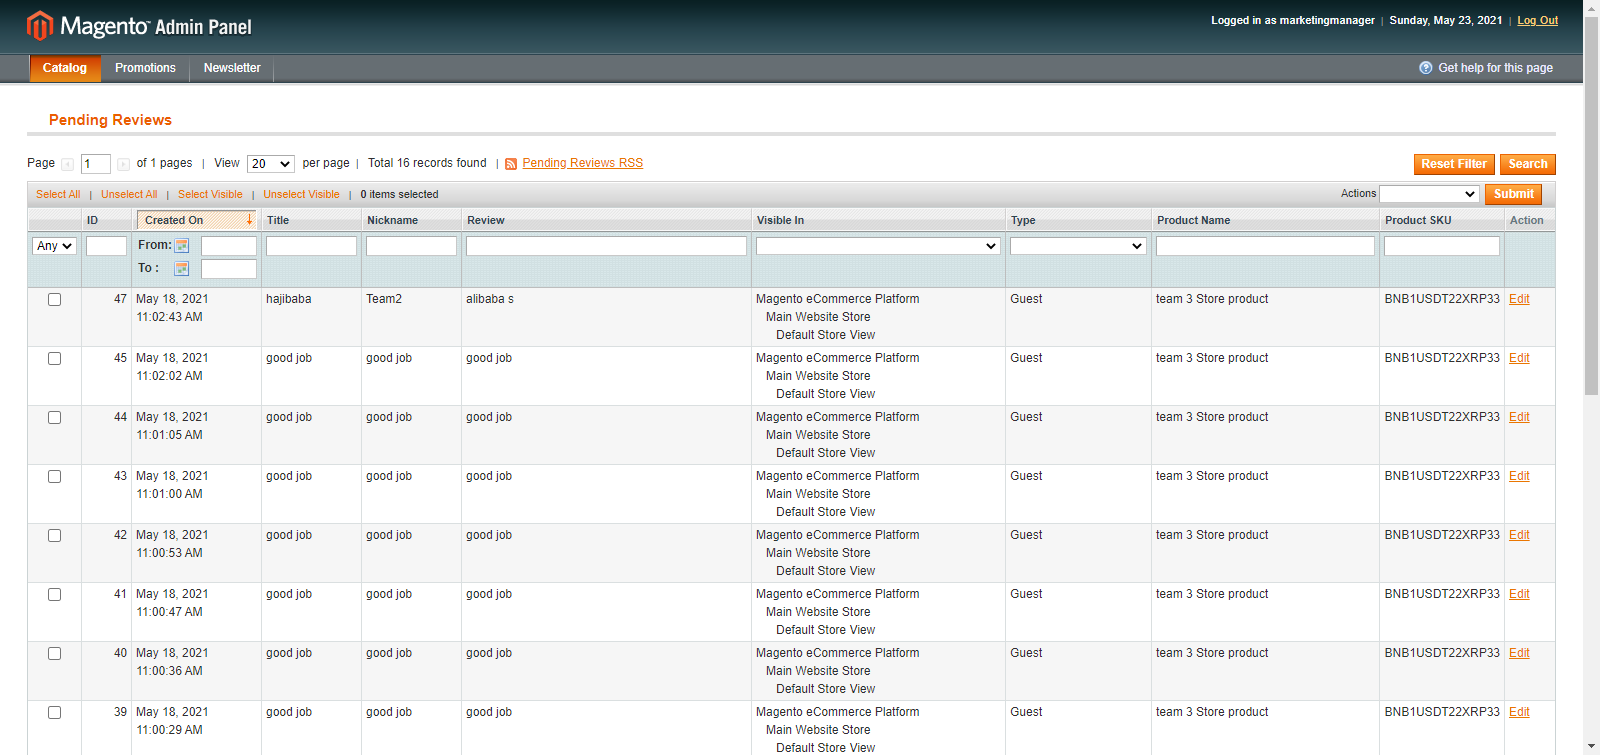 Magento™ Admin Panel
Logged in as marketingmanager | Sunday, May 23, 2021 | Log Out
Catalog Promotions Newsletter Get help for this page
Pending Reviews
Page 1 of 1 pages | View 20 per page | Total 16 records found | Pending Reviews RSS Reset Filter Search
Select All | Unselect All | Select Visible | Unselect Visible | 0 items selected Actions Submit
ID Created On Title Nickname Review Visible In Type Product Name Product SKU Action
Any From:
To :
47 May 18, 2021 hajibaba Team2 alibaba s Magento eCommerce Platform Guest team 3 Store product BNB1USDT22XRP33 Edit
11:02:43 AM Main Website Store
Default Store View
45 May 18, 2021 good job good job good job Magento eCommerce Platform Guest team 3 Store product BNB1USDT22XRP33 Edit
11:02:02 AM Main Website Store
Default Store View
44 May 18, 2021 good job good job good job Magento eCommerce Platform Guest team 3 Store product BNB1USDT22XRP33 Edit
11:01:05 AM Main Website Store
Default Store View
43 May 18, 2021 good job good job good job Magento eCommerce Platform Guest team 3 Store product BNB1USDT22XRP33 Edit
11:01:00 AM Main Website Store
Default Store View
42 May 18, 2021 good job good job good job Magento eCommerce Platform Guest team 3 Store product BNB1USDT22XRP33 Edit
11:00:53 AM Main Website Store
Default Store View
41 May 18, 2021 good job good job good job Magento eCommerce Platform Guest team 3 Store product BNB1USDT22XRP33 Edit
11:00:47 AM Main Website Store
Default Store View
40 May 18, 2021 good job good job good job Magento eCommerce Platform Guest team 3 Store product BNB1USDT22XRP33 Edit
11:00:36 AM Main Website Store
Default Store View
39 May 18, 2021 good job good job good job Magento eCommerce Platform Guest team 3 Store product BNB1USDT22XRP33 Edit
11:00:29 AM Main Website Store
Default Store View